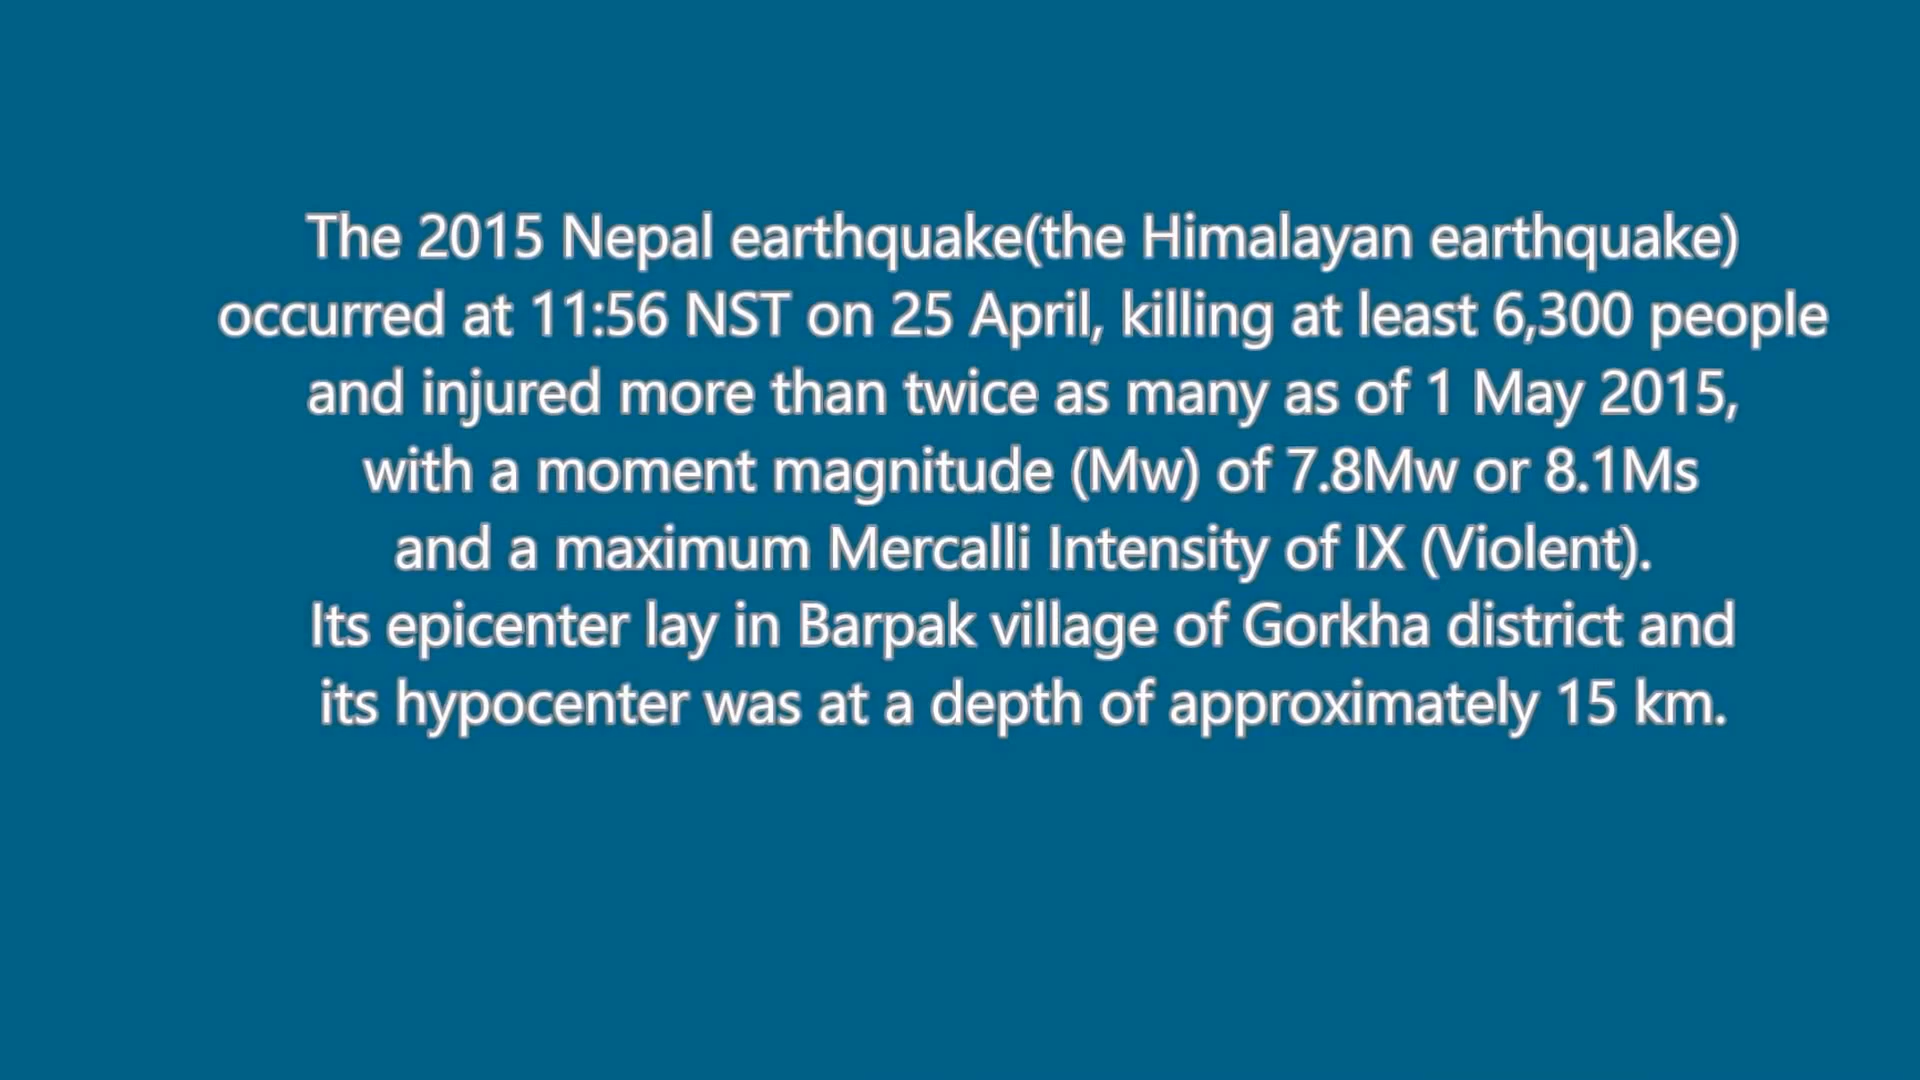 The 2015 Nepal earthquake(the Himalayan earthquake)
occurred at 11:56 NST on 25 April, killing at least 6,300 people
and injured more than twice as many as of 1 May 2015,
with a moment magnitude (Mw) of 7.8Mw or 8.1Ms
and a maximum Mercalli Intensity of IX (Violent).
Its epicenter lay in Barpak village of Gorkha district and
its hypocenter was at a depth of approximately 15 km.